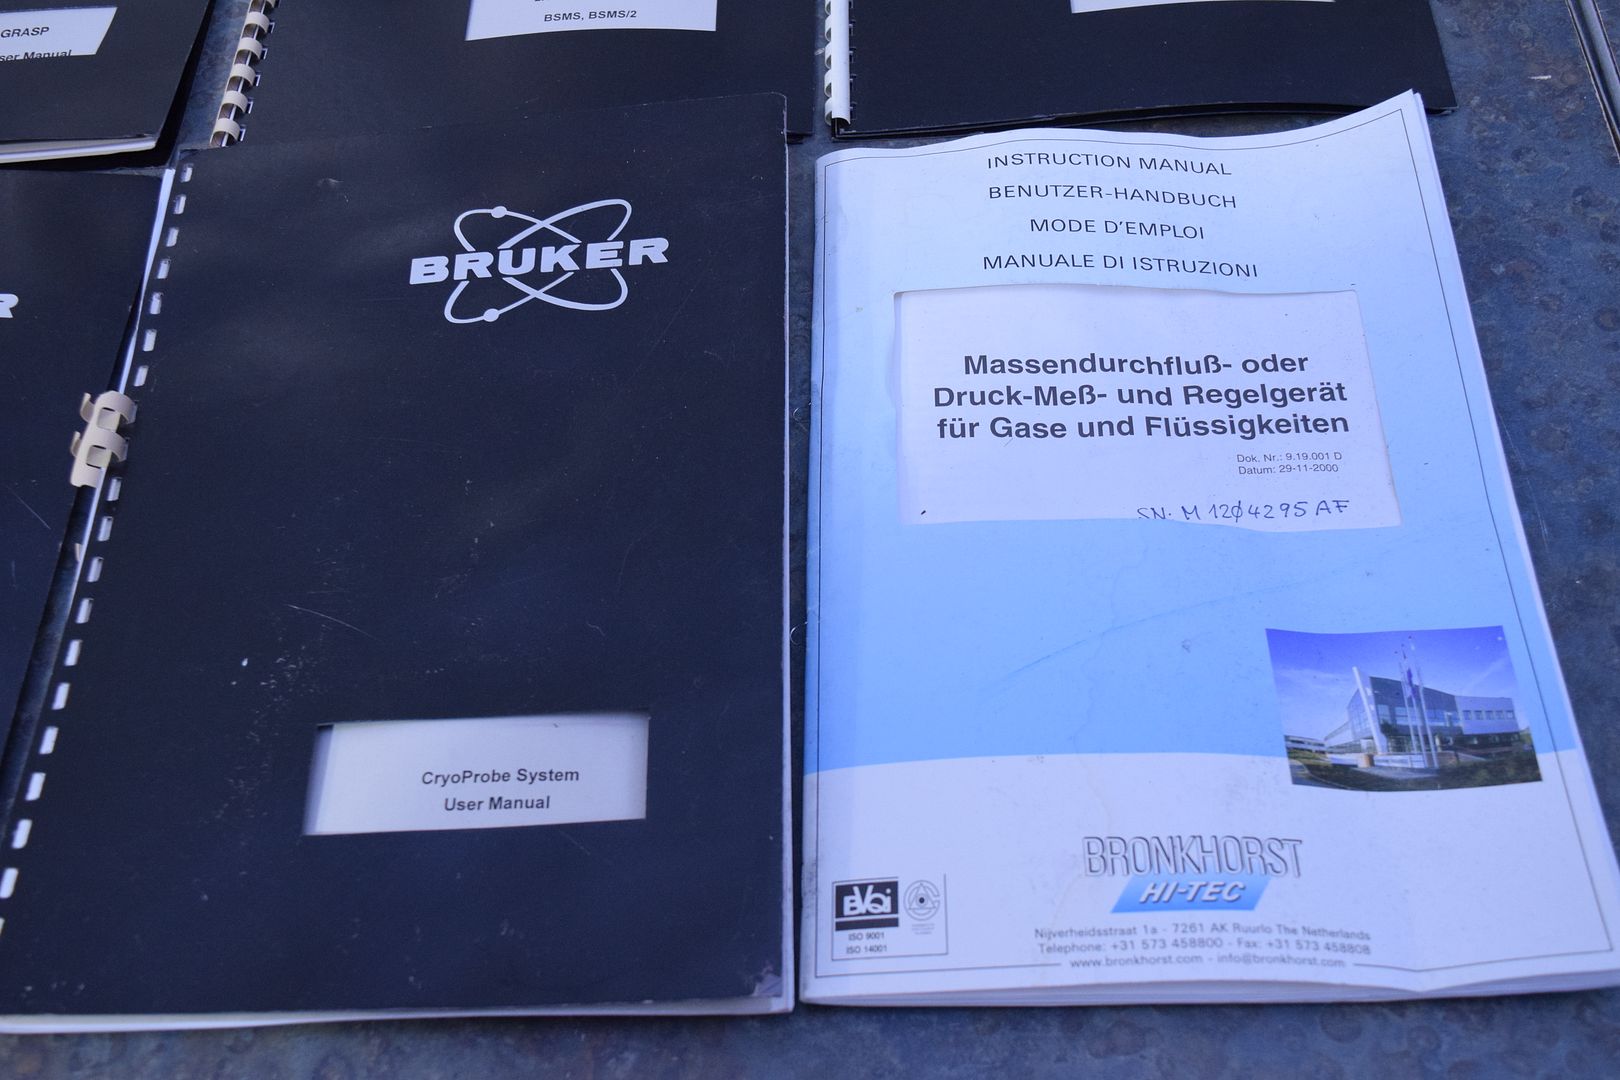 GRASP
User Manual
BSMS, BSMS/2
BRUKER
CryoProbe System
User Manual
INSTRUCTION MANUAL
BENUTZER-HANDBUCH
MODE D'EMPLOI
MANUALE DI ISTRUZIONI
Massendurchfluß- oder
Druck-Meß- und Regelgerät
für Gase und Flüssigkeiten
Dok. Nr.: 9.19.001 D
Datum: 29-11-2000
SN: M 1204295 AF
BRONKHORST
HI-TEC
BVQi
ISO 9001
ISO 14001
Nijverheidsstraat 1a - 7261 AK Ruurlo The Netherlands
Telephone: +31 573 458800 - Fax: +31 573 458808
www.bronkhorst.com - info@bronkhorst.com